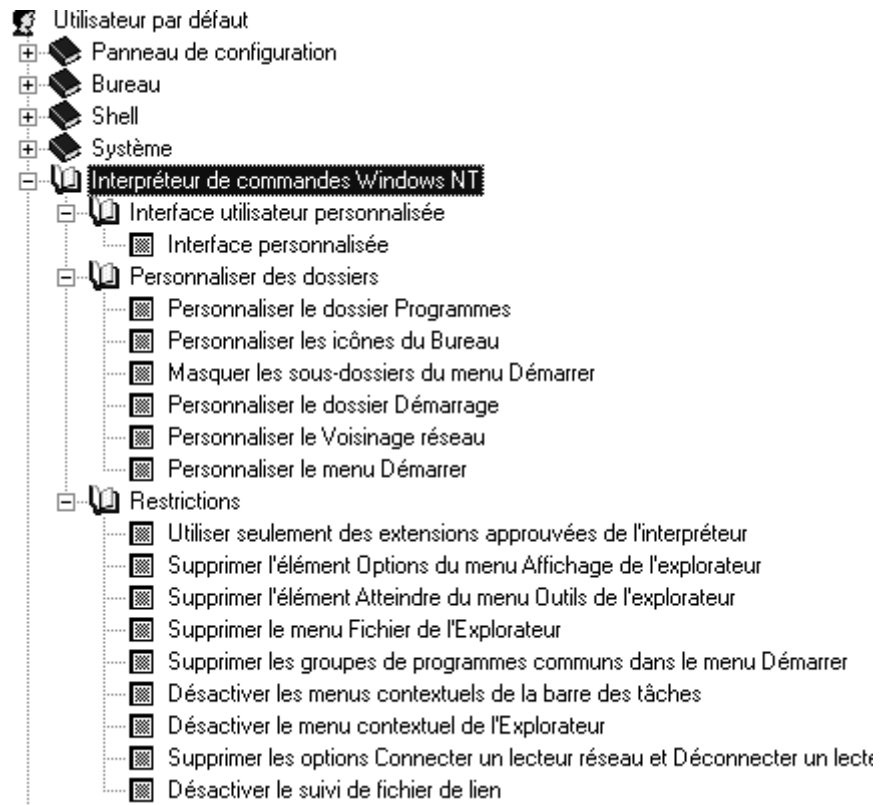 Utilisateur par défaut
Panneau de configuration
Bureau
Shell
Système
Interpréteur de commandes Windows NT
Interface utilisateur personnalisée
Interface personnalisée
Personnaliser des dossiers
Personnaliser le dossier Programmes
Personnaliser les icônes du Bureau
Masquer les sous-dossiers du menu Démarrer
Personnaliser le dossier Démarrage
Personnaliser le Voisinage réseau
Personnaliser le menu Démarrer
Restrictions
Utiliser seulement des extensions approuvées de l'interpréteur
Supprimer l'élément Options du menu Affichage de l'explorateur
Supprimer l'élément Atteindre du menu Outils de l'explorateur
Supprimer le menu Fichier de l'Explorateur
Supprimer les groupes de programmes communs dans le menu Démarrer
Désactiver les menus contextuels de la barre des tâches
Désactiver le menu contextuel de l'Explorateur
Supprimer les options Connecter un lecteur réseau et Déconnecter un lecte
Désactiver le suivi de fichier de lien